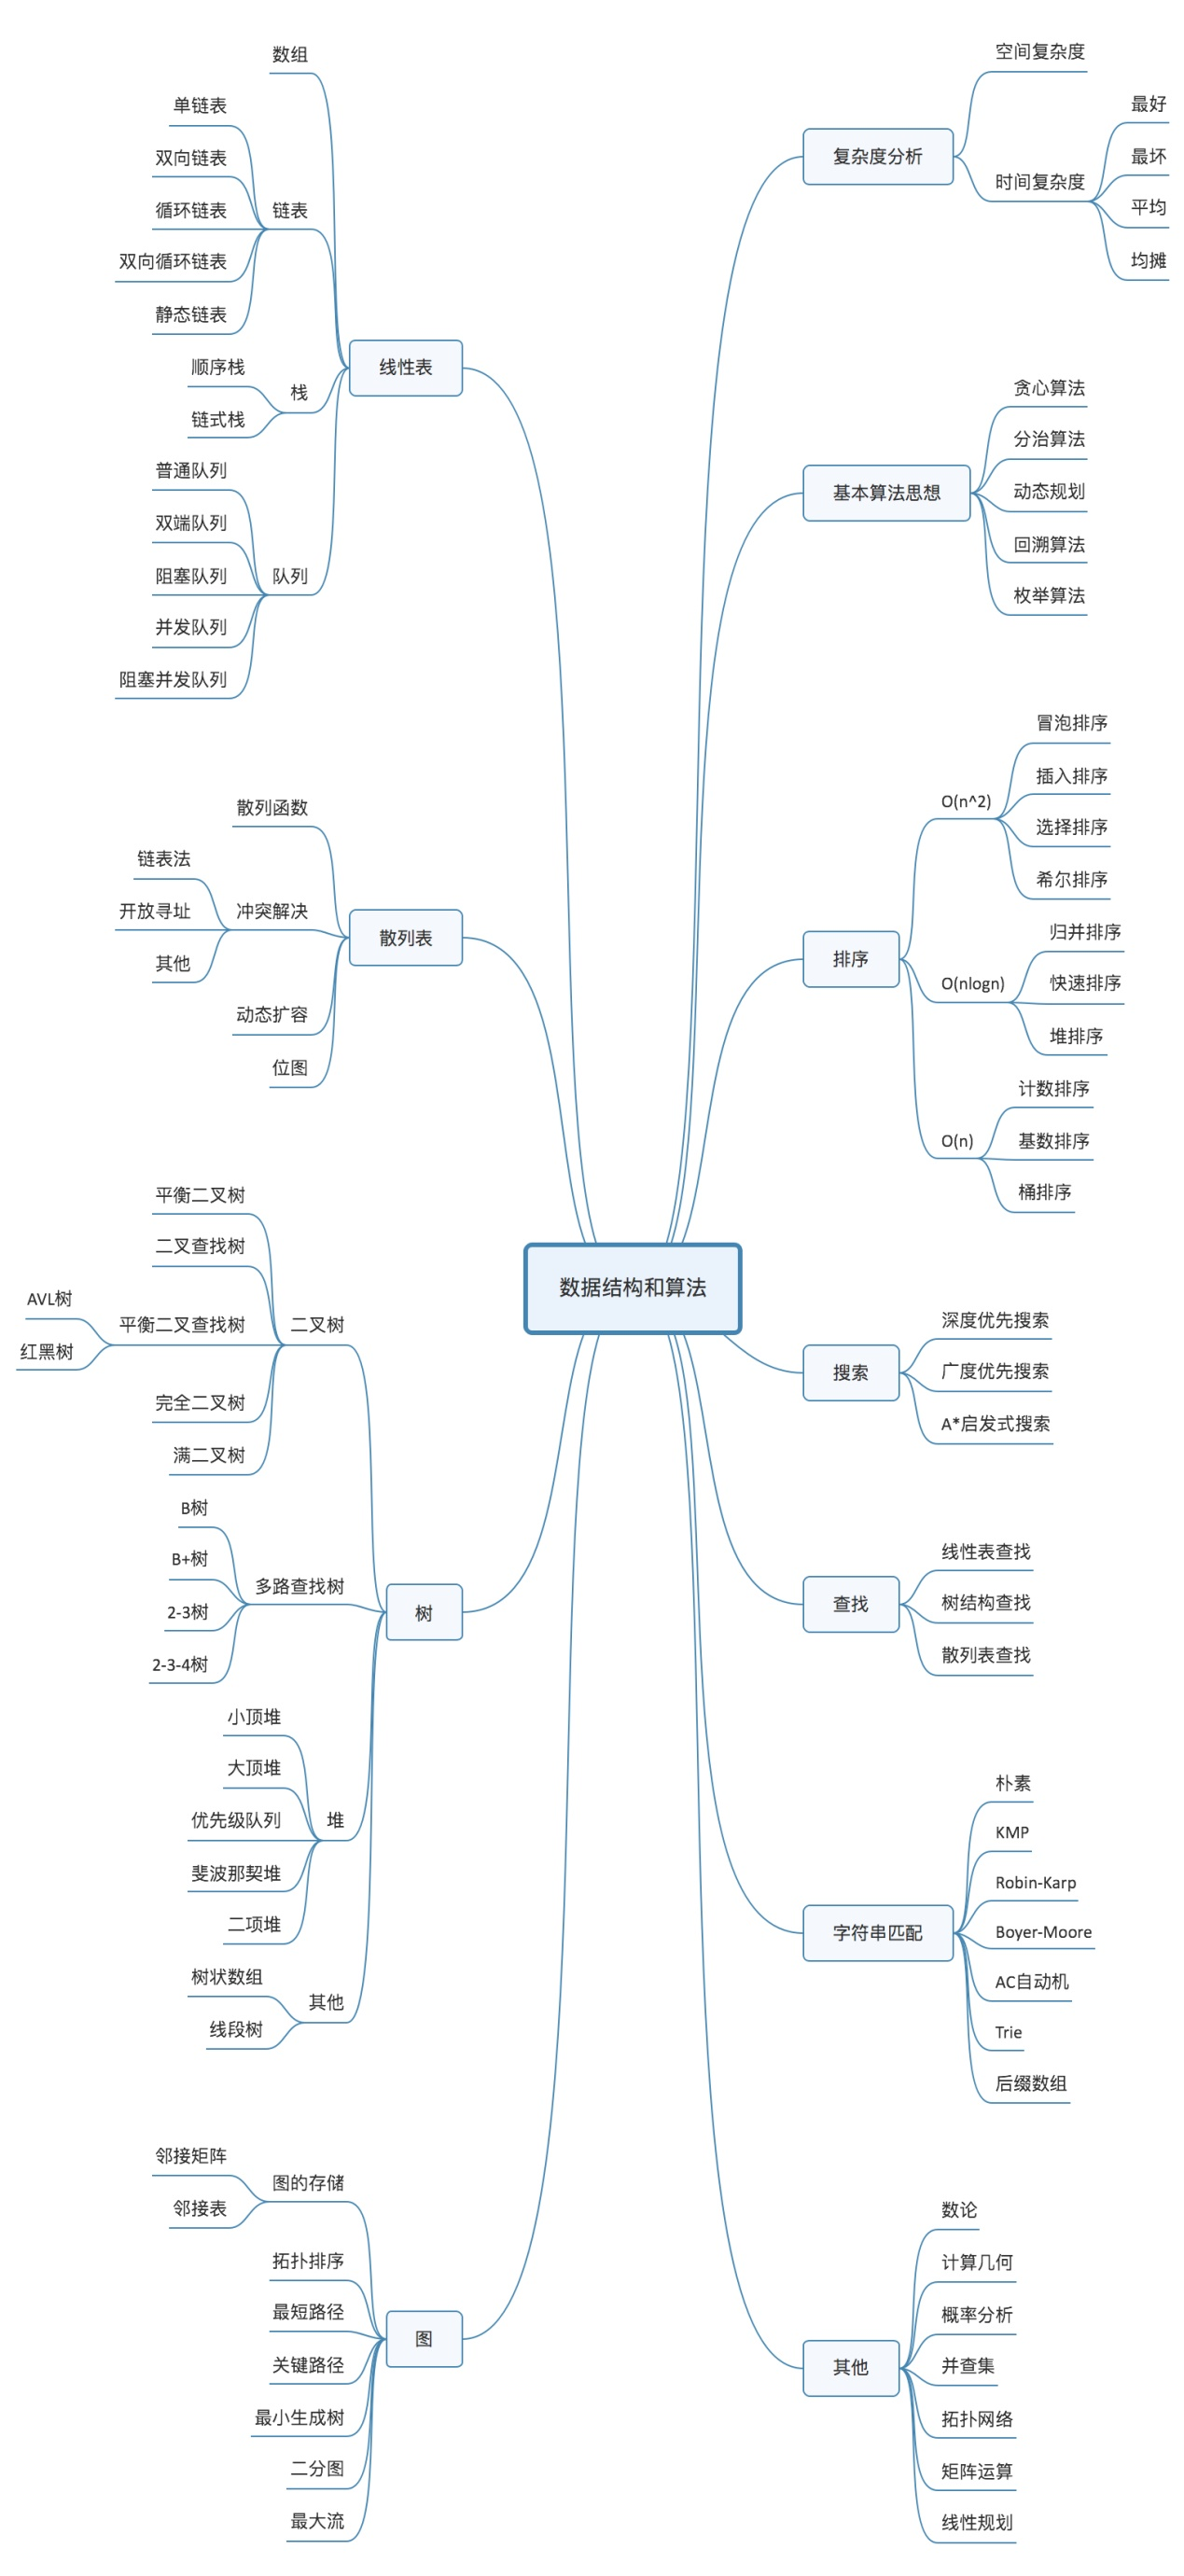 数据结构和算法
线性表
数组
链表
单链表
双向链表
循环链表
双向循环链表
静态链表
栈
顺序栈
链式栈
队列
普通队列
双端队列
阻塞队列
并发队列
阻塞并发队列
散列表
散列函数
冲突解决
链表法
开放寻址
其他
动态扩容
位图
树
二叉树
平衡二叉树
二叉查找树
平衡二叉查找树
AVL树
红黑树
完全二叉树
满二叉树
多路查找树
B树
B+树
2-3树
2-3-4树
堆
小顶堆
大顶堆
优先级队列
斐波那契堆
二项堆
其他
树状数组
线段树
图
图的存储
邻接矩阵
邻接表
拓扑排序
最短路径
关键路径
最小生成树
二分图
最大流
复杂度分析
空间复杂度
时间复杂度
最好
最坏
平均
均摊
基本算法思想
贪心算法
分治算法
动态规划
回溯算法
枚举算法
排序
O(n^2)
冒泡排序
插入排序
选择排序
希尔排序
O(nlogn)
归并排序
快速排序
堆排序
O(n)
计数排序
基数排序
桶排序
搜索
深度优先搜索
广度优先搜索
A*启发式搜索
查找
线性表查找
树结构查找
散列表查找
字符串匹配
朴素
KMP
Robin-Karp
Boyer-Moore
AC自动机
Trie
后缀数组
其他
数论
计算几何
概率分析
并查集
拓扑网络
矩阵运算
线性规划